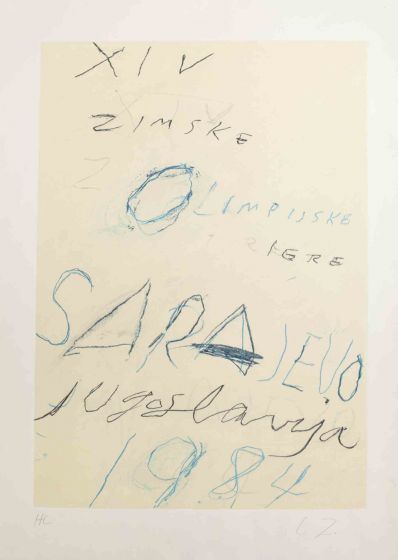 XIV
ZIMSKE
OLIMPIJSKE
IGRE
SARAJEVO
Jugoslavija
1984
HC